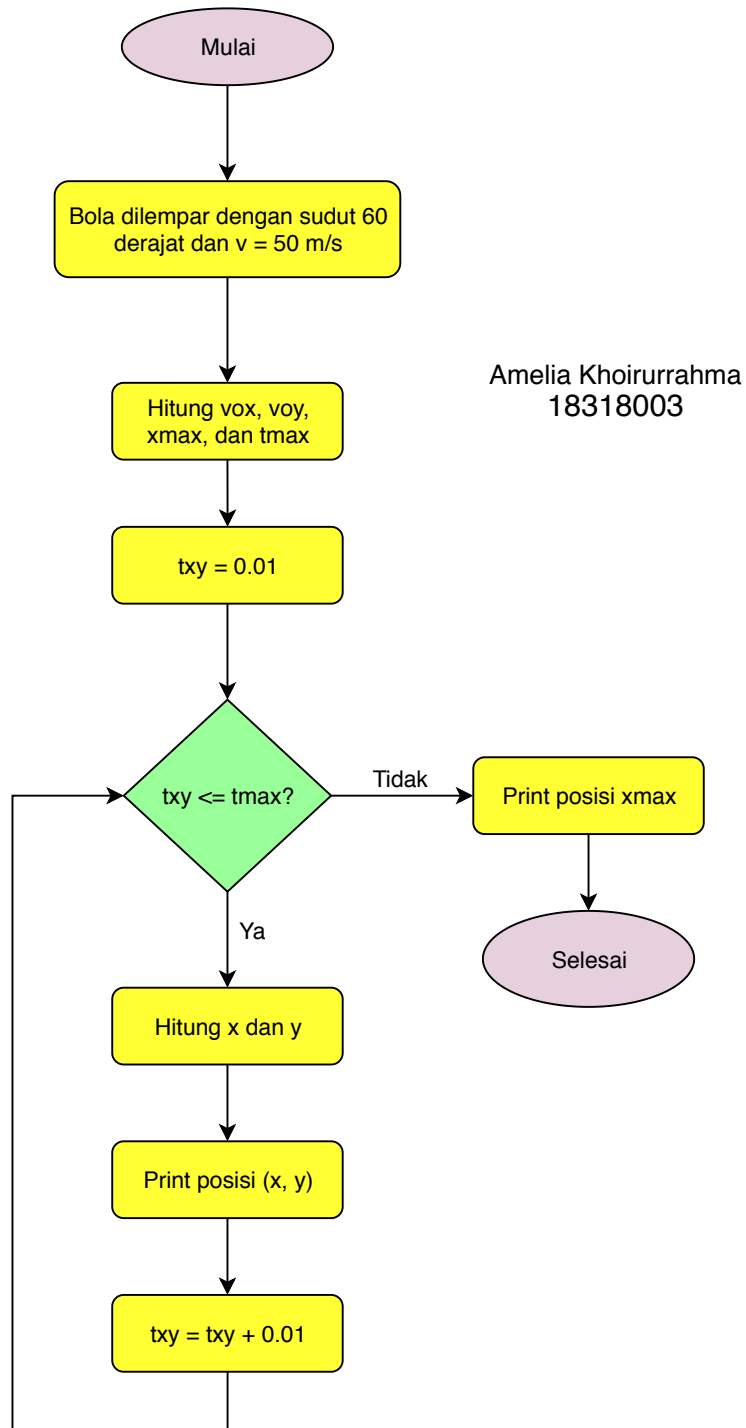 Mulai
Bola dilempar dengan sudut 60
derajat dan v = 50 m/s
Hitung vox, voy,
xmax, dan tmax
Amelia Khoirurrahma
18318003
txy = 0.01
txy <= tmax?
Tidak
Print posisi xmax
Ya
Selesai
Hitung x dan y
Print posisi (x, y)
txy = txy + 0.01